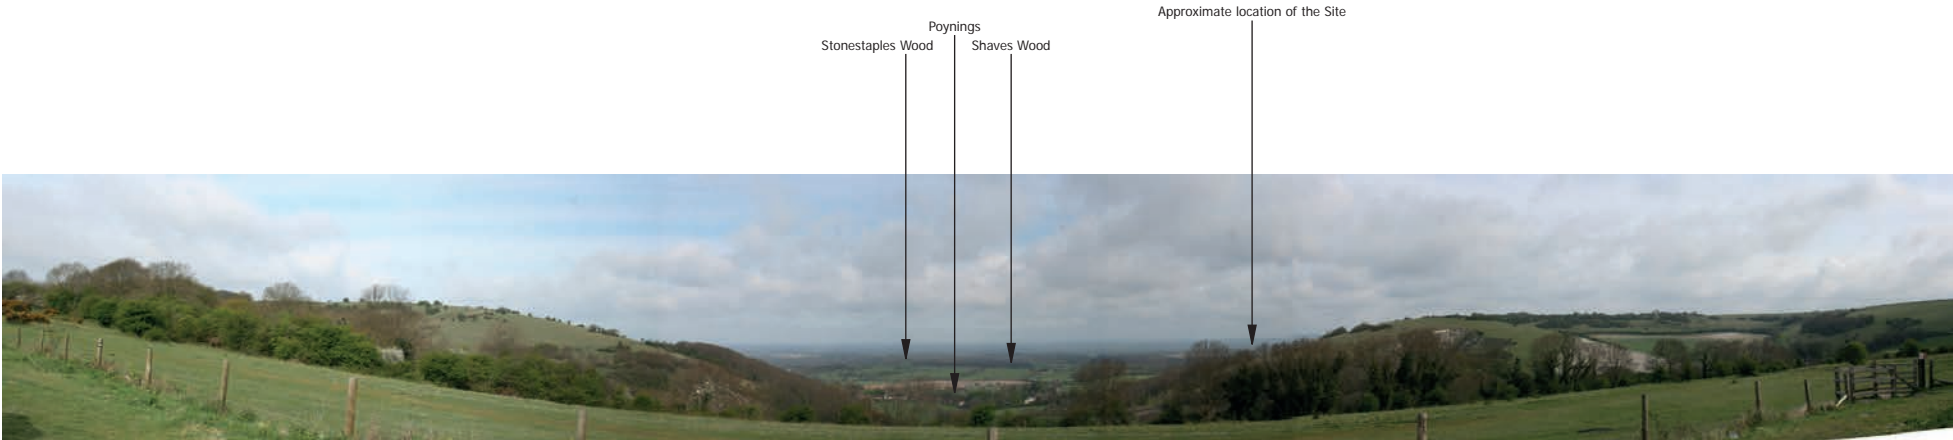 Approximate location of the Site
Poynings
Stonestaples Wood
Shaves Wood